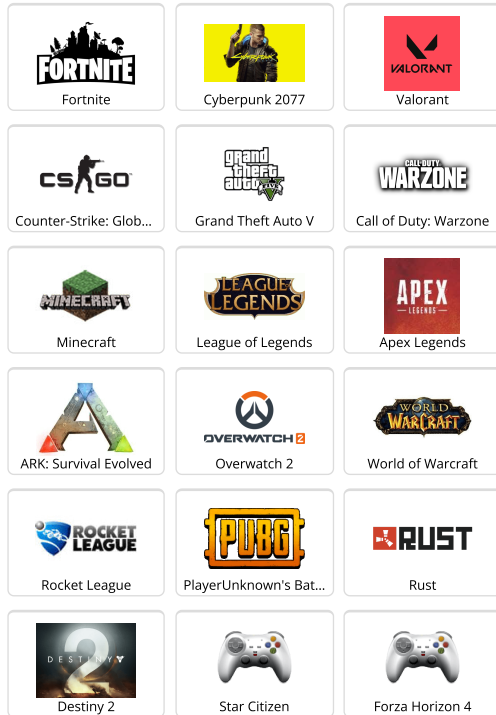 FORTNITE
Fortnite
Cyberpunk
Cyberpunk 2077
VALORANT
Valorant
CS GO
Counter-Strike: Glob...
grand
theft
auto
FIVE
Grand Theft Auto V
CALL OF DUTY
WARZONE
Call of Duty: Warzone
MINECRAFT
Minecraft
LEAGUE OF
LEGENDS
League of Legends
APEX
LEGENDS
Apex Legends
ARK: Survival Evolved
OVERWATCH 2
Overwatch 2
WORLD
OF
WARCRAFT
World of Warcraft
ROCKET
LEAGUE
Rocket League
PUBG
PlayerUnknown's Bat...
RUST
Rust
2
DESTINY
Destiny 2
Star Citizen
Forza Horizon 4